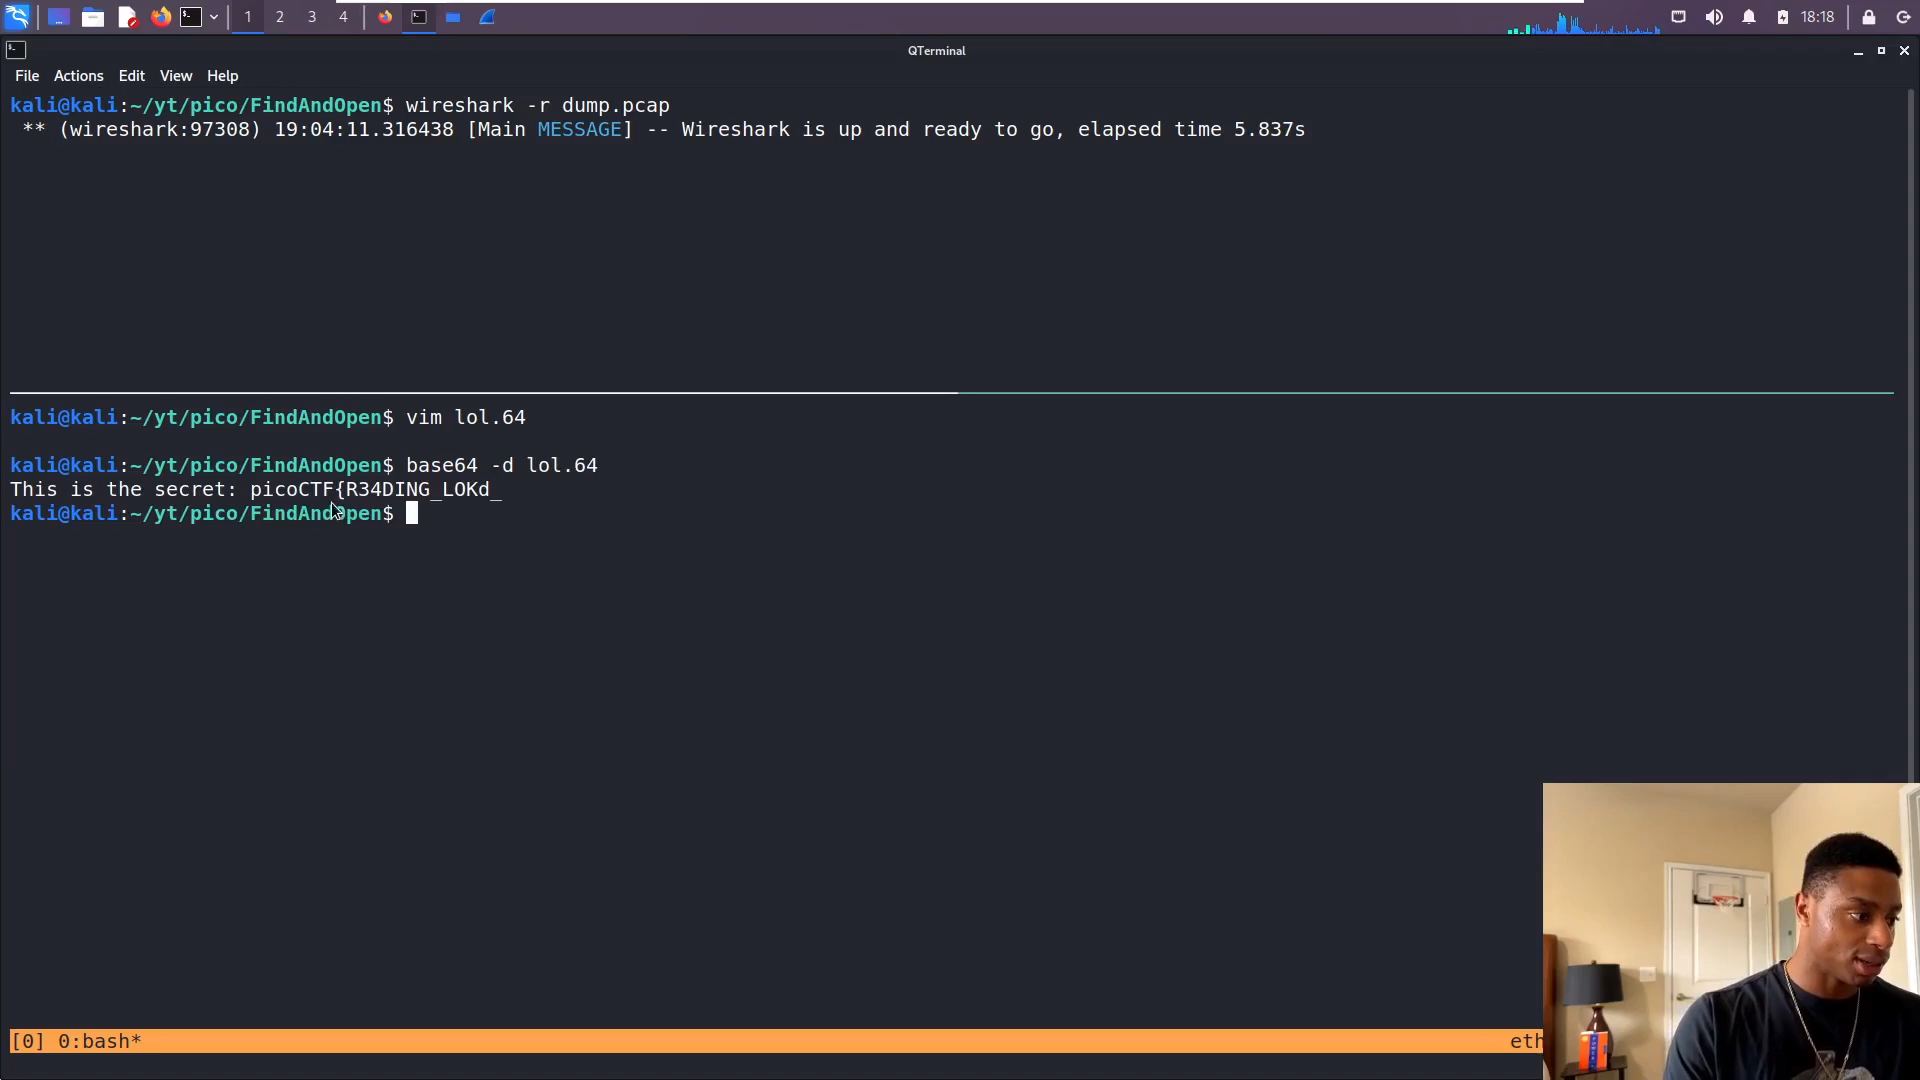 1 2 3 4 18:18
QTerminal
File Actions Edit View Help
kali@kali:~/yt/pico/FindAndOpen$ wireshark -r dump.pcap
** (wireshark:97308) 19:04:11.316438 [Main MESSAGE] -- Wireshark is up and ready to go, elapsed time 5.837s
kali@kali:~/yt/pico/FindAndOpen$ vim lol.64
kali@kali:~/yt/pico/FindAndOpen$ base64 -d lol.64
This is the secret: picoCTF{R34DING_LOKd_
kali@kali:~/yt/pico/FindAndOpen$
[0] 0:bash* eth